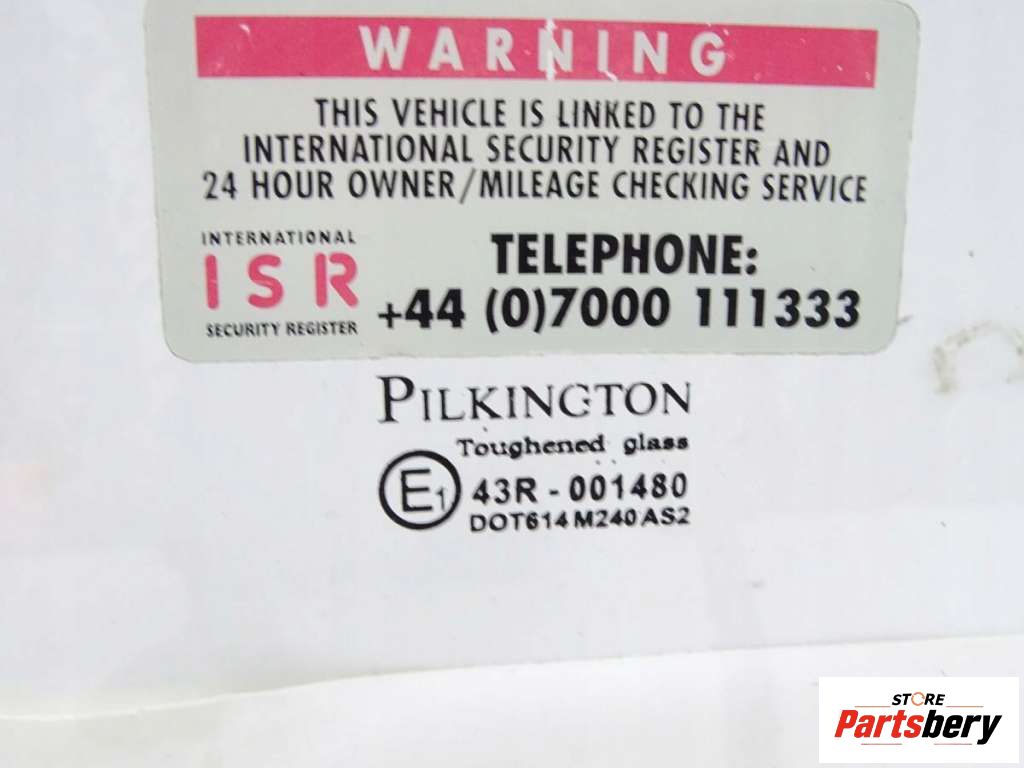 WARNING
THIS VEHICLE IS LINKED TO THE
INTERNATIONAL SECURITY REGISTER AND
24 HOUR OWNER/MILEAGE CHECKING SERVICE
INTERNATIONAL
ISR
SECURITY REGISTER
TELEPHONE:
+44 (0)7000 111333
PILKINGTON
Toughened glass
E1 43R - 001480
DOT614 M240 AS2
STORE
Partsbery